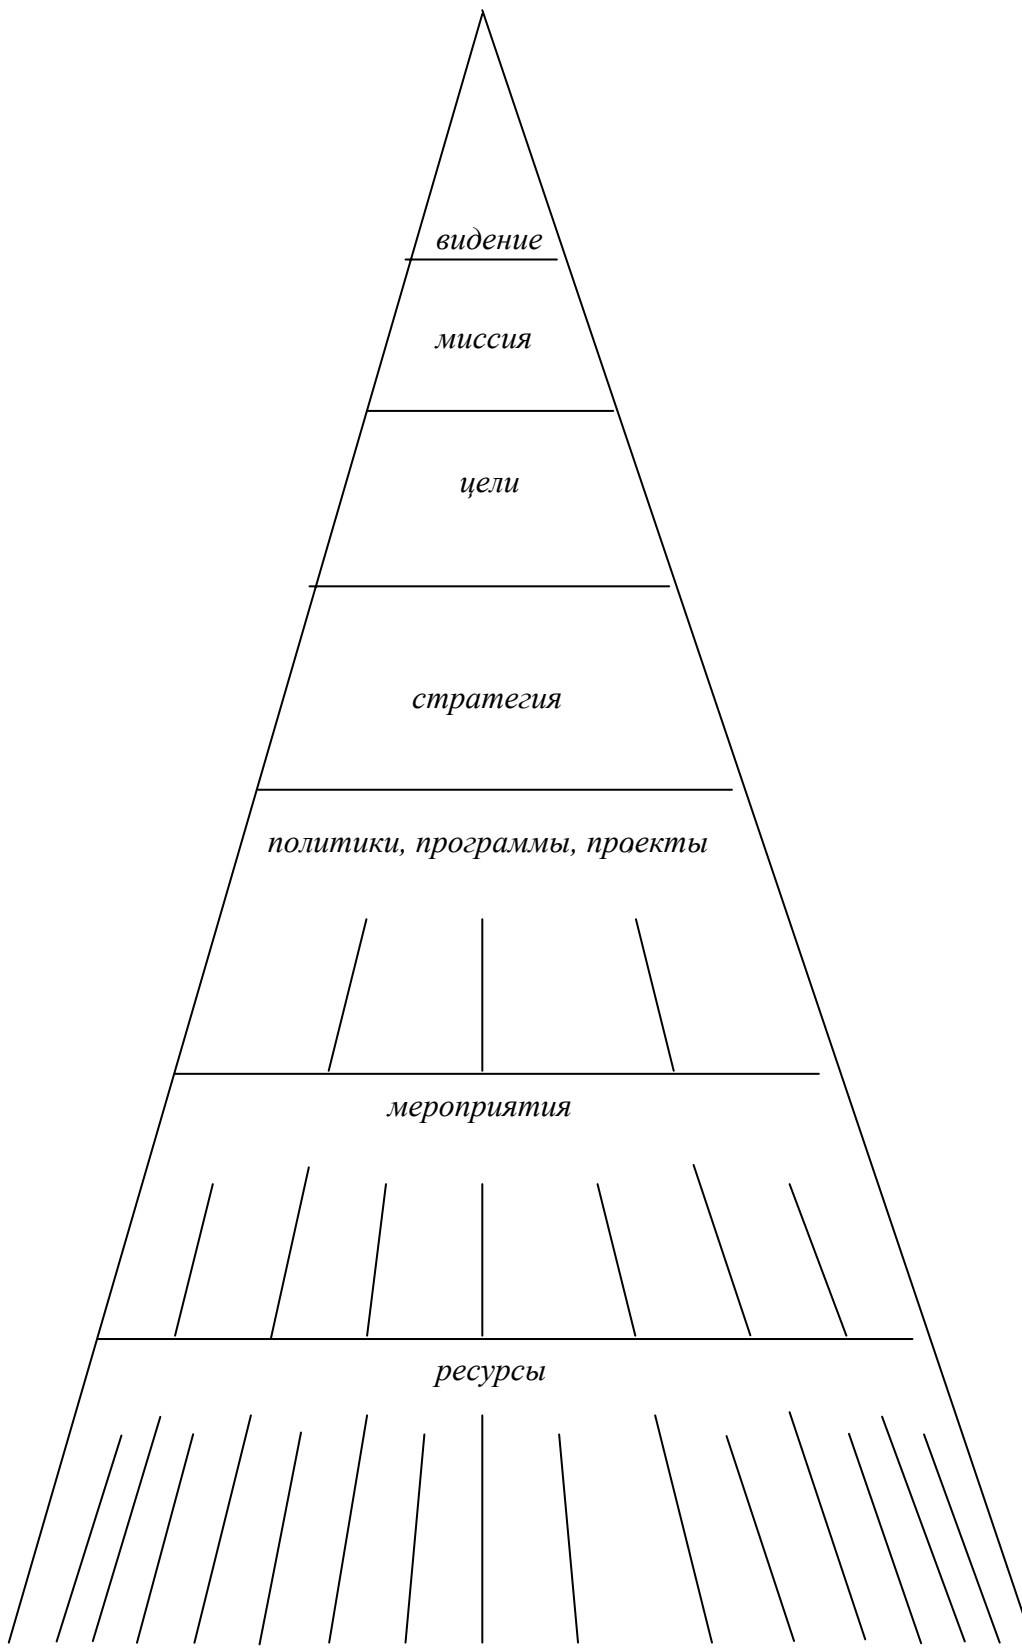 видение
миссия
цели
стратегия
политики, программы, проекты
мероприятия
ресурсы